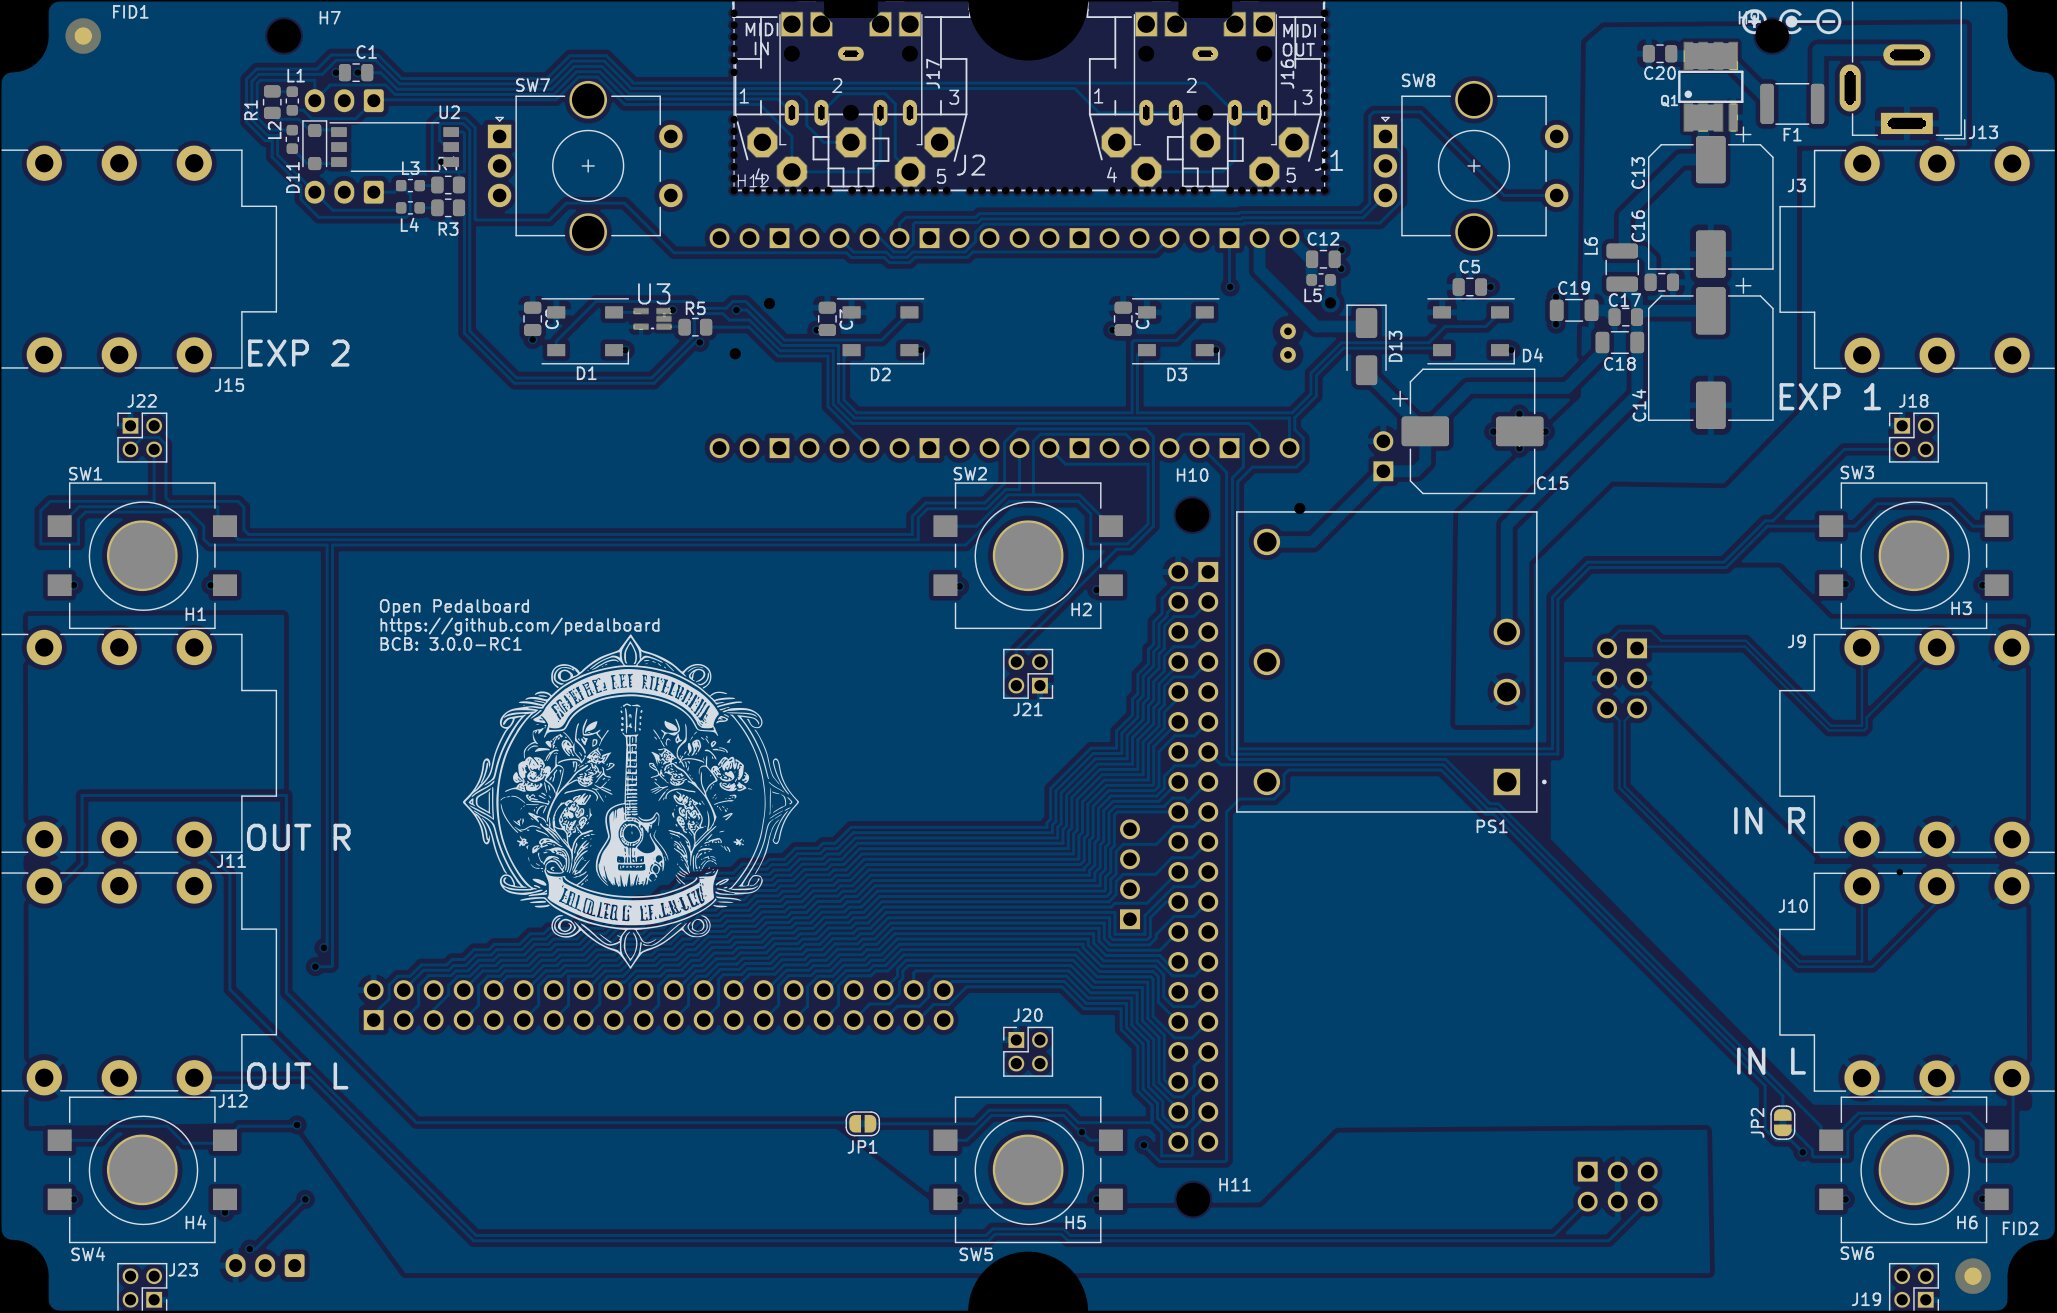 FID1
H7
MIDI
IN
MIDI
OUT
J17
J16
C1
L1
R1
L2
U2
SW7
SW8
C20
Q1
F1
J13
1
2
3
1
2
3
D11
L3
L4
R3
H12
4
5
J2
4
5
C13
J3
C16
L6
C12
L5
C5
C19
C17
C18
U3
R5
D1
D2
D3
D13
D4
C14
EXP 2
J15
EXP 1
J22
J18
SW1
SW2
H10
C15
SW3
H1
H2
H3
Open Pedalboard
https://github.com/pedalboard
BCB: 3.0.0-RC1
J9
J21
OUT R
J11
PS1
IN R
J10
J20
OUT L
J12
IN L
JP1
JP2
H11
H4
H5
H6
FID2
SW4
SW5
SW6
J23
J19